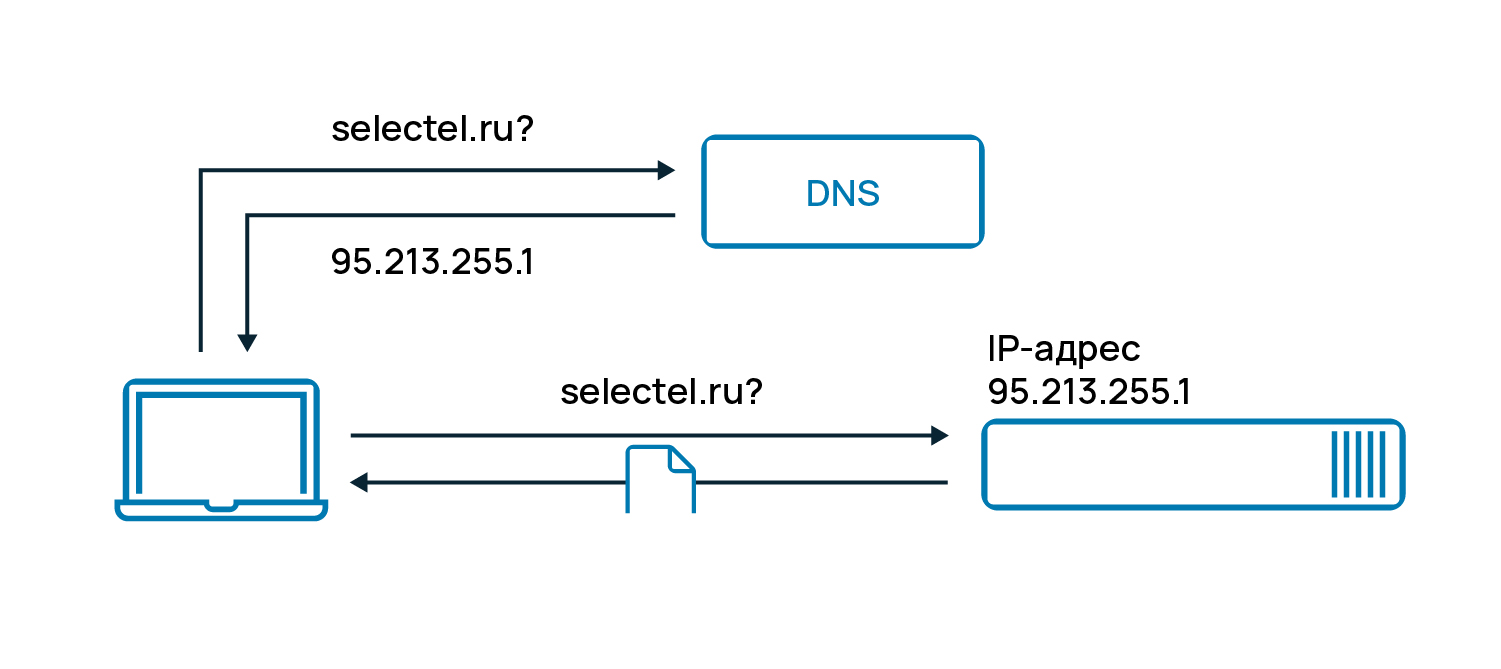 selectel.ru?
DNS
95.213.255.1
IP-адрес
95.213.255.1
selectel.ru?